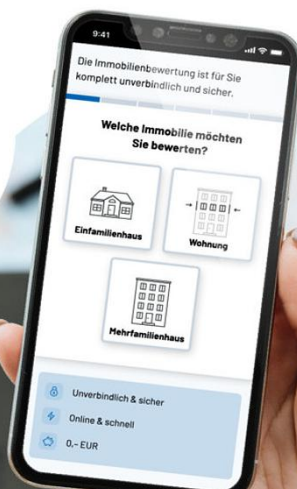 9:41
Die Immobilienbewertung ist für Sie
komplett unverbindlich und sicher.
Welche Immobilie möchten
Sie bewerten?
Einfamilienhaus
Wohnung
Mehrfamilienhaus
Unverbindlich & sicher
Online & schnell
0,– EUR